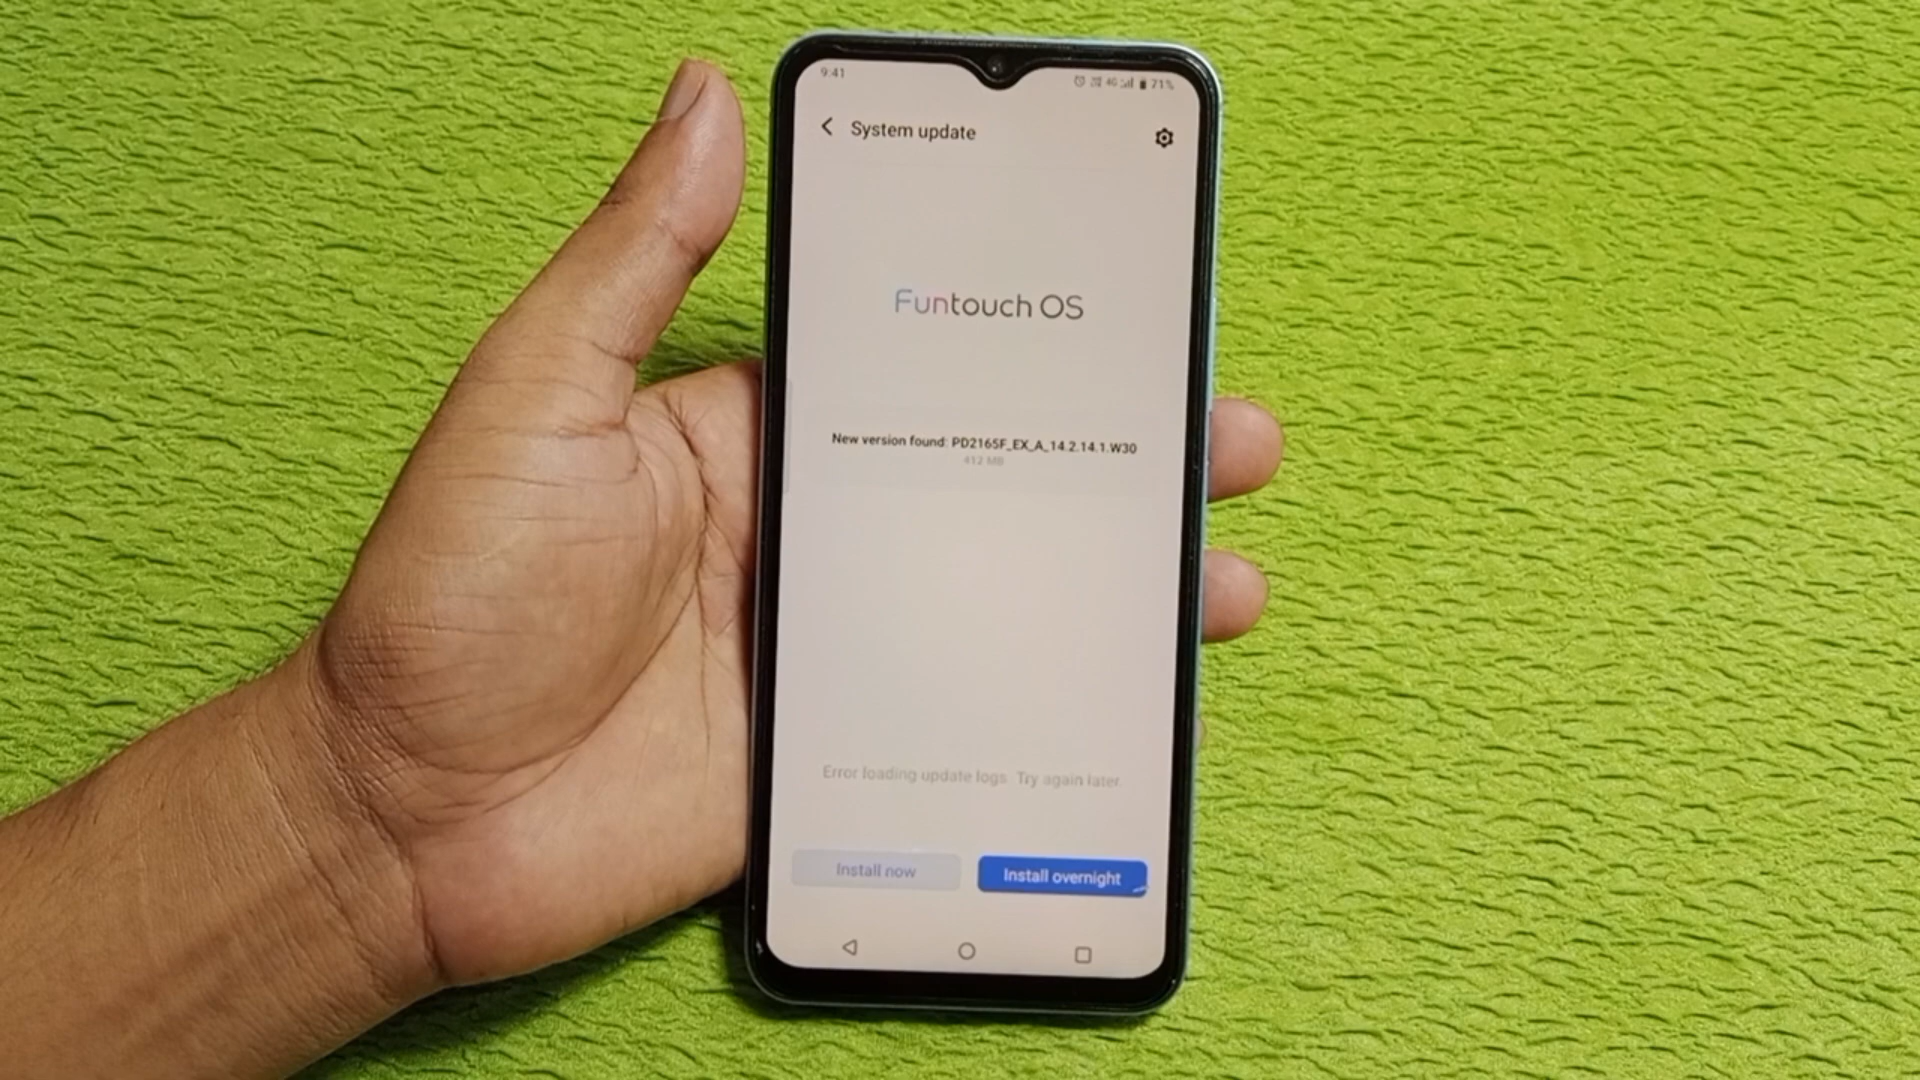 9:41
4G 71%
System update
Funtouch OS
New version found: PD2165F_EX_A_14.2.14.1.W30
412 MB
Error loading update logs. Try again later.
Install now
Install overnight